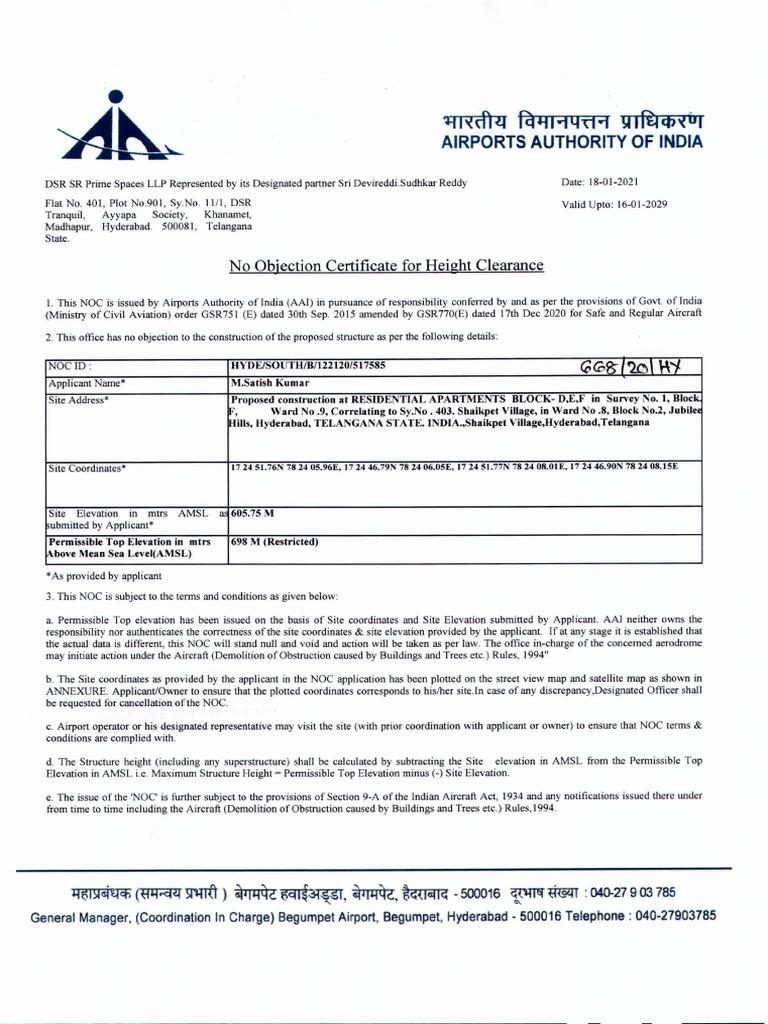 भारतीय विमानपत्तन प्राधिकरण
AIRPORTS AUTHORITY OF INDIA
DSR SR Prime Spaces LLP Represented by its Designated partner Sri Devireddi.Sudhkar Reddy
Date: 18-01-2021
Flat No. 401, Plot No.901, Sy.No. 11/1, DSR
Tranquil, Ayyapa Society, Khanamet,
Madhapur, Hyderabad. 500081, Telangana
State.
Valid Upto: 16-01-2029
No Objection Certificate for Height Clearance
1. This NOC is issued by Airports Authority of India (AAI) in pursuance of responsibility conferred by and as per the provisions of Govt. of India
(Ministry of Civil Aviation) order GSR751 (E) dated 30th Sep. 2015 amended by GSR770(E) dated 17th Dec 2020 for Safe and Regular Aircraft
2. This office has no objection to the construction of the proposed structure as per the following details:
NOC ID : HYDE/SOUTH/B/122120/517585 668/20/HY
Applicant Name* M.Satish Kumar
Site Address* Proposed construction at RESIDENTIAL APARTMENTS BLOCK- D,E,F in Survey No. 1, Block.
F, Ward No .9, Correlating to Sy.No . 403. Shaikpet Village, in Ward No .8, Block No.2, Jubilee
Hills, Hyderabad, TELANGANA STATE. INDIA.,Shaikpet Village,Hyderabad,Telangana
Site Coordinates* 17 24 51.76N 78 24 05.96E, 17 24 46.79N 78 24 06.05E, 17 24 51.77N 78 24 08.01E, 17 24 46.90N 78 24 08.15E
Site Elevation in mtrs AMSL as 605.75 M
submitted by Applicant*
Permissible Top Elevation in mtrs 698 M (Restricted)
Above Mean Sea Level(AMSL)
*As provided by applicant
3. This NOC is subject to the terms and conditions as given below:
a. Permissible Top elevation has been issued on the basis of Site coordinates and Site Elevation submitted by Applicant. AAI neither owns the
responsibility nor authenticates the correctness of the site coordinates & site elevation provided by the applicant. If at any stage it is established that
the actual data is different, this NOC will stand null and void and action will be taken as per law. The office in-charge of the concerned aerodrome
may initiate action under the Aircraft (Demolition of Obstruction caused by Buildings and Trees etc.) Rules, 1994"
b. The Site coordinates as provided by the applicant in the NOC application has been plotted on the street view map and satellite map as shown in
ANNEXURE. Applicant/Owner to ensure that the plotted coordinates corresponds to his/her site.In case of any discrepancy,Designated Officer shall
be requested for cancellation of the NOC.
c. Airport operator or his designated representative may visit the site (with prior coordination with applicant or owner) to ensure that NOC terms &
conditions are complied with.
d. The Structure height (including any superstructure) shall be calculated by subtracting the Site elevation in AMSL from the Permissible Top
Elevation in AMSL i.e. Maximum Structure Height = Permissible Top Elevation minus (-) Site Elevation.
e. The issue of the 'NOC' is further subject to the provisions of Section 9-A of the Indian Aircraft Act, 1934 and any notifications issued there under
from time to time including the Aircraft (Demolition of Obstruction caused by Buildings and Trees etc.) Rules,1994.
महाप्रबंधक (समन्वय प्रभारी ) बेगमपेट हवाईअड्डा, बेगमपेट, हैदराबाद - 500016 दूरभाष संख्या : 040-27 9 03 785
General Manager, (Coordination In Charge) Begumpet Airport, Begumpet, Hyderabad - 500016 Telephone : 040-27903785